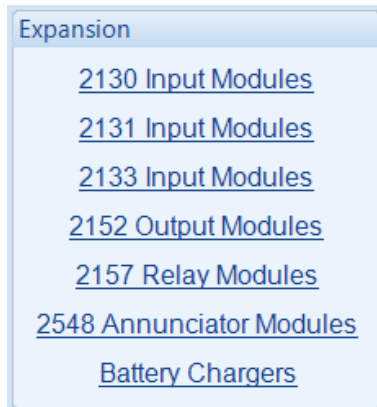 Expansion
2130 Input Modules
2131 Input Modules
2133 Input Modules
2152 Output Modules
2157 Relay Modules
2548 Annunciator Modules
Battery Chargers